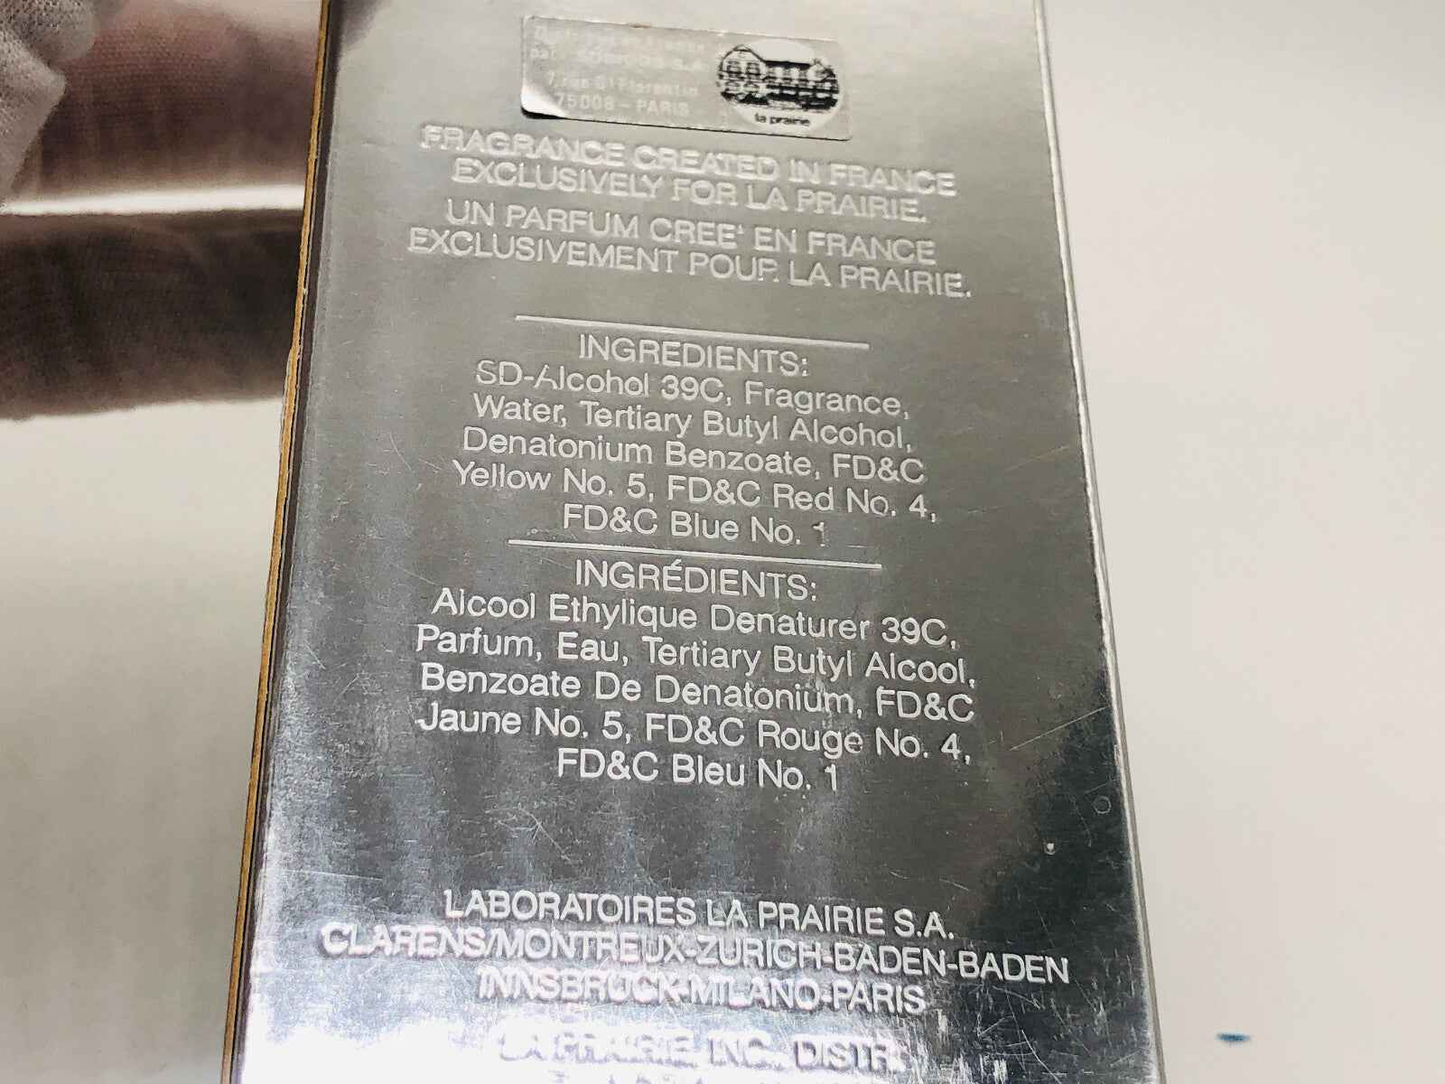 75008 - PARIS
la prairie
FRAGRANCE CREATED IN FRANCE
EXCLUSIVELY FOR LA PRAIRIE.
UN PARFUM CREE' EN FRANCE
EXCLUSIVEMENT POUR LA PRAIRIE.
INGREDIENTS:
SD-Alcohol 39C, Fragrance,
Water, Tertiary Butyl Alcohol,
Denatonium Benzoate, FD&C
Yellow No. 5, FD&C Red No. 4,
FD&C Blue No. 1
INGRÉDIENTS:
Alcool Ethylique Denaturer 39C,
Parfum, Eau, Tertiary Butyl Alcool,
Benzoate De Denatonium, FD&C
Jaune No. 5, FD&C Rouge No. 4,
FD&C Bleu No. 1
LABORATOIRES LA PRAIRIE S.A.
CLARENS/MONTREUX-ZURICH-BADEN-BADEN
INNSBRUCK-MILANO-PARIS
LA PRAIRIE, INC., DISTR.